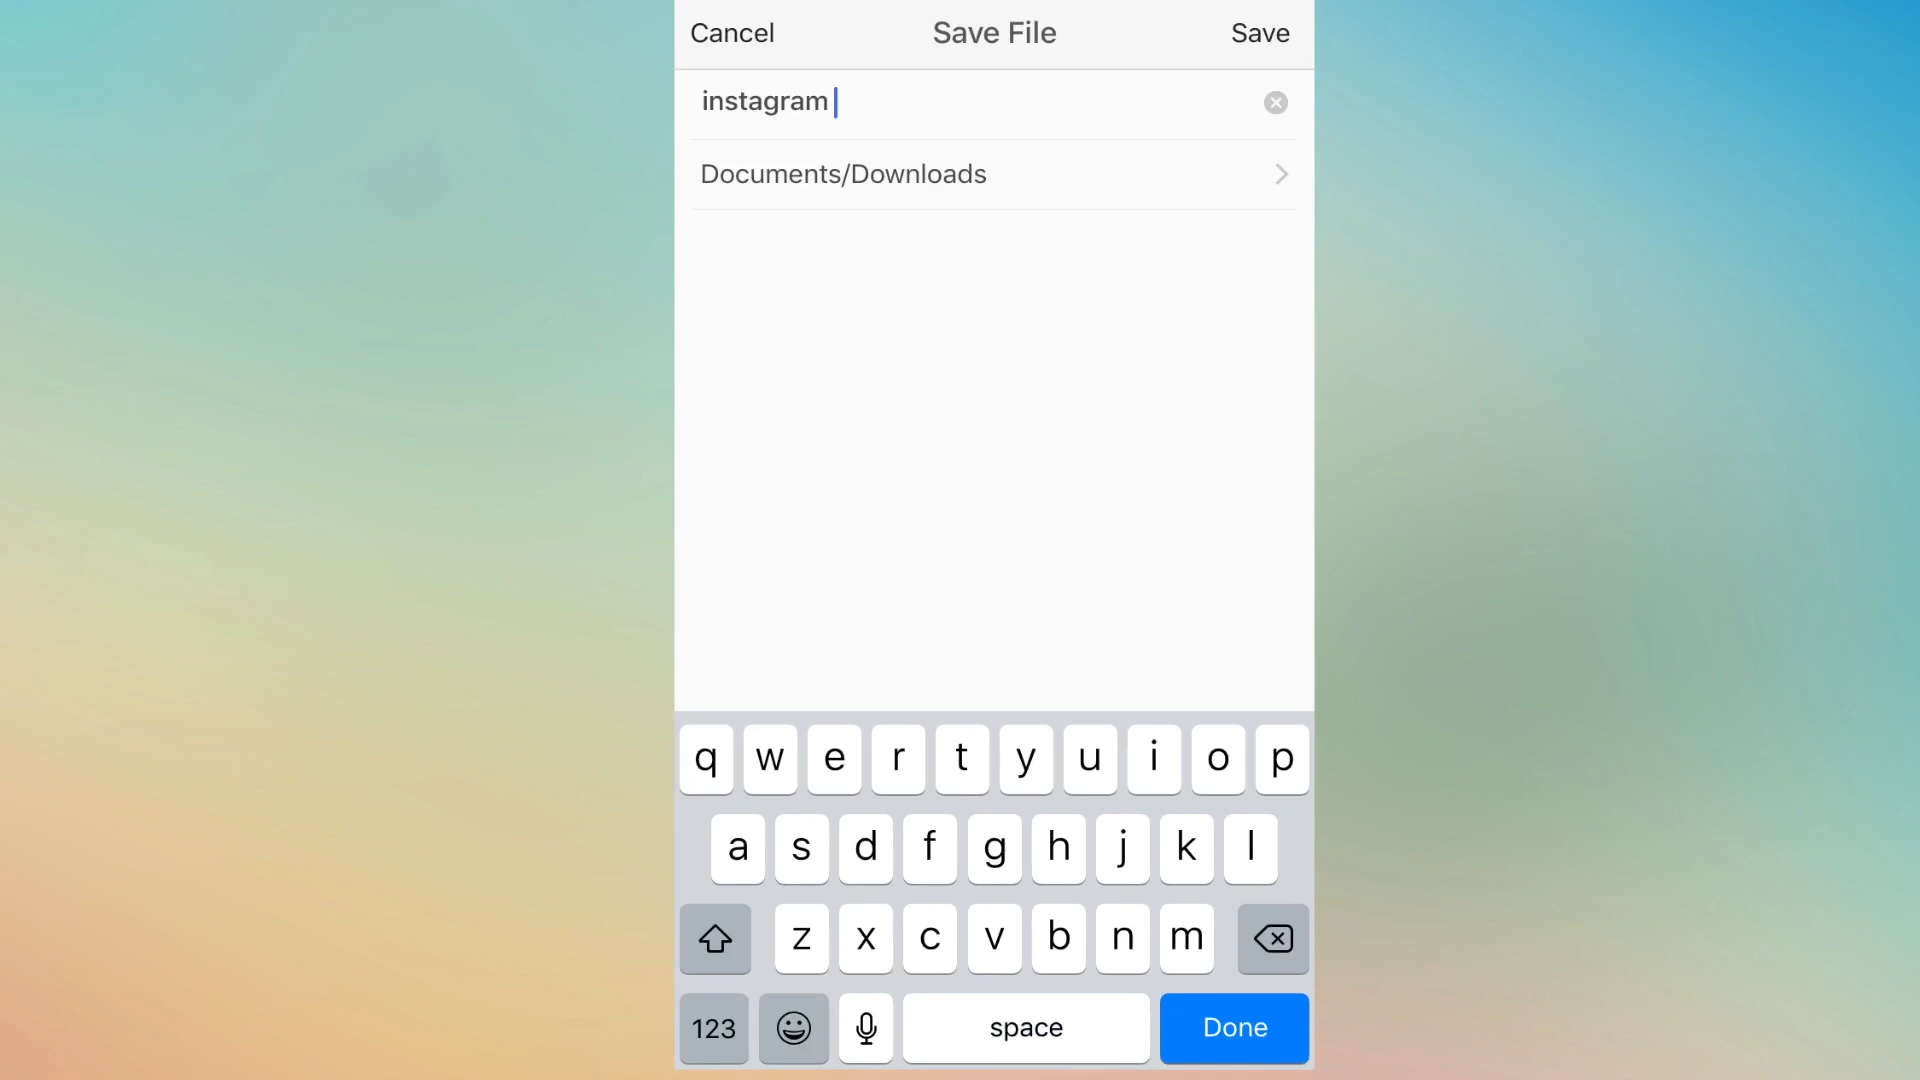 Cancel Save File Save
instagram
Documents/Downloads
q w e r t y u i o p
a s d f g h j k l
z x c v b n m
123 space Done